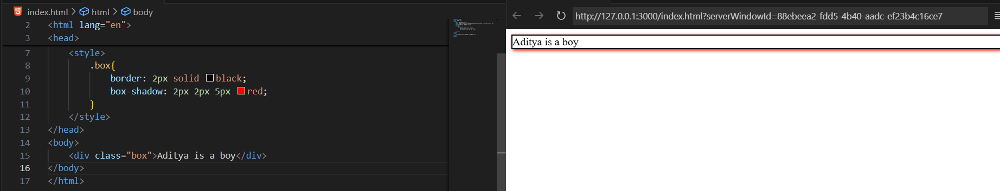 index.html > html > body
2 <html lang="en">
3 <head>
7 <style>
8 .box{
9 border: 2px solid black;
10 box-shadow: 2px 2px 5px red;
11 }
12 </style>
13 </head>
14 <body>
15 <div class="box">Aditya is a boy</div>
16 </body>
17 </html>
http://127.0.0.1:3000/index.html?serverWindowId=88ebeea2-fdd5-4b40-aadc-ef23b4c16ce7
Aditya is a boy